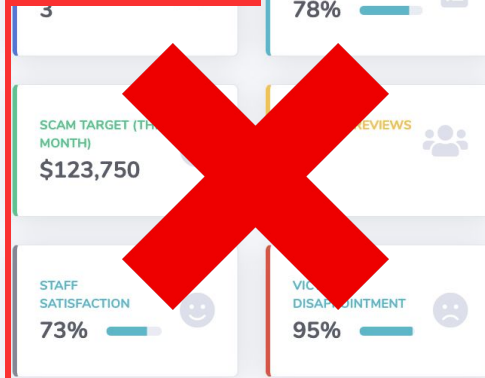 3
78%
SCAM TARGET (TH
MONTH)
$123,750
REVIEWS
STAFF
SATISFACTION
73%
VIC
DISAPPOINTMENT
95%